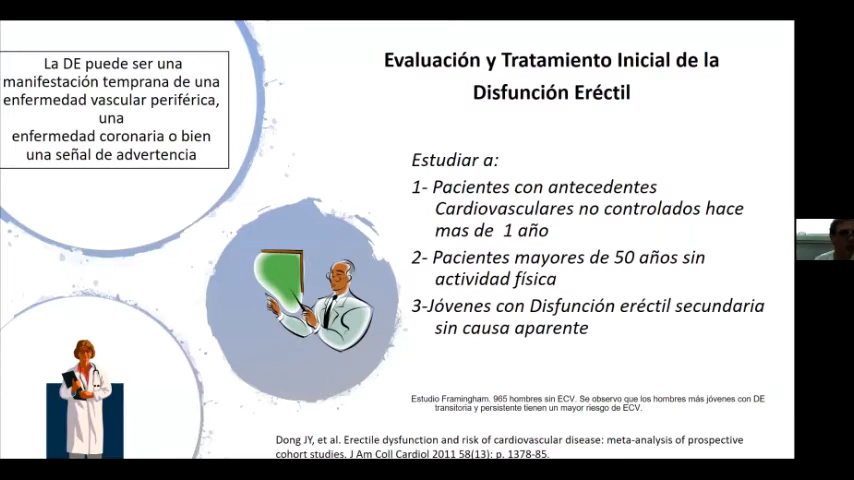 La DE puede ser una
manifestación temprana de una
enfermedad vascular periférica,
una
enfermedad coronaria o bien
una señal de advertencia
Evaluación y Tratamiento Inicial de la
Disfunción Eréctil
Estudiar a:
1- Pacientes con antecedentes
Cardiovasculares no controlados hace
mas de 1 año
2- Pacientes mayores de 50 años sin
actividad física
3-Jóvenes con Disfunción eréctil secundaria
sin causa aparente
Estudio Framingham. 965 hombres sin ECV. Se observo que los hombres más jóvenes con DE
transitoria y persistente tienen un mayor riesgo de ECV.
Dong JY, et al. Erectile dysfunction and risk of cardiovascular disease: meta-analysis of prospective
cohort studies. J Am Coll Cardiol 2011 58(13): p. 1378-85.